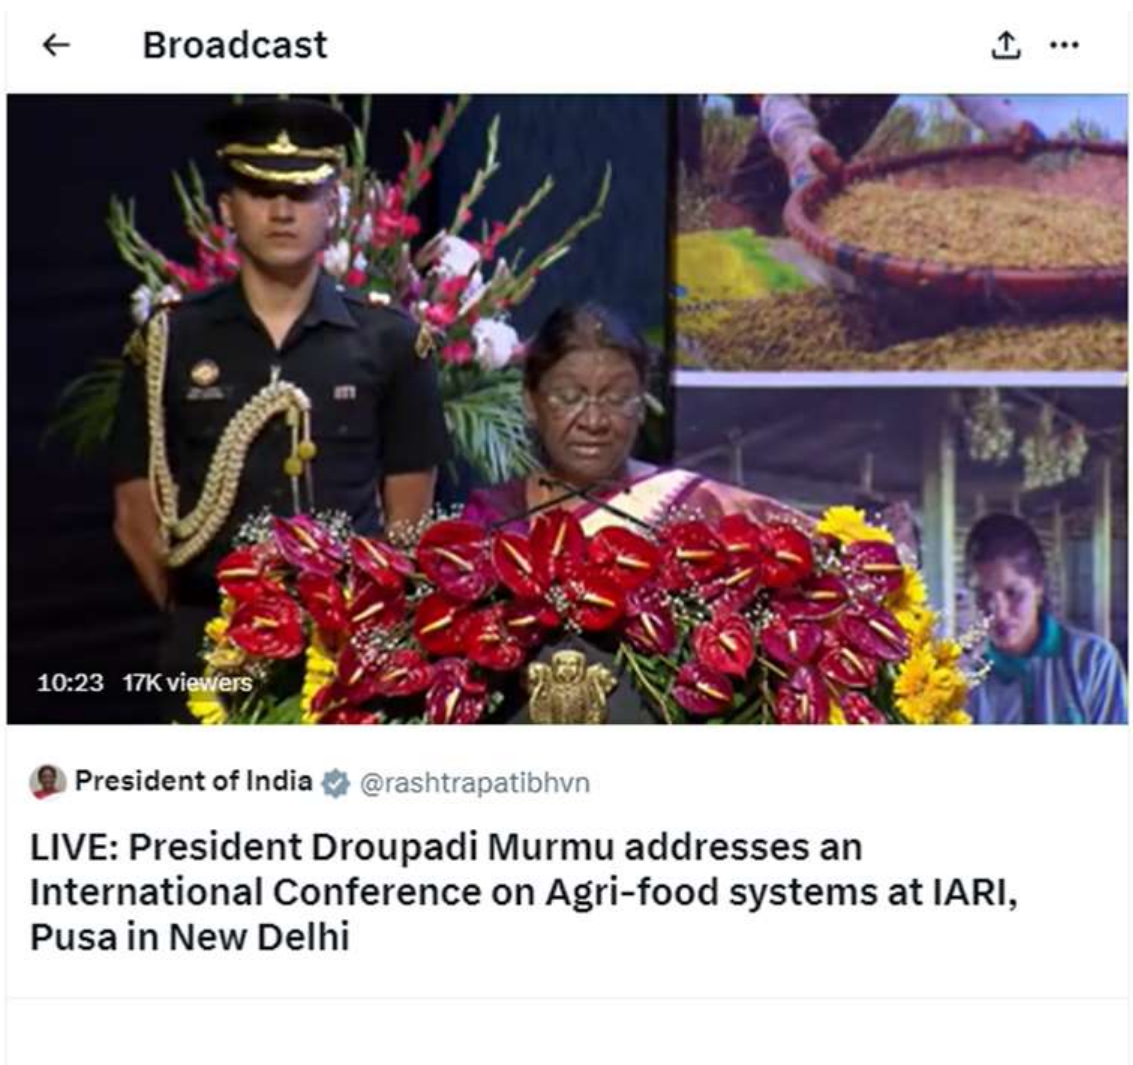 Broadcast
10:23 17K viewers
President of India @rashtrapatibhvn
LIVE: President Droupadi Murmu addresses an
International Conference on Agri-food systems at IARI,
Pusa in New Delhi